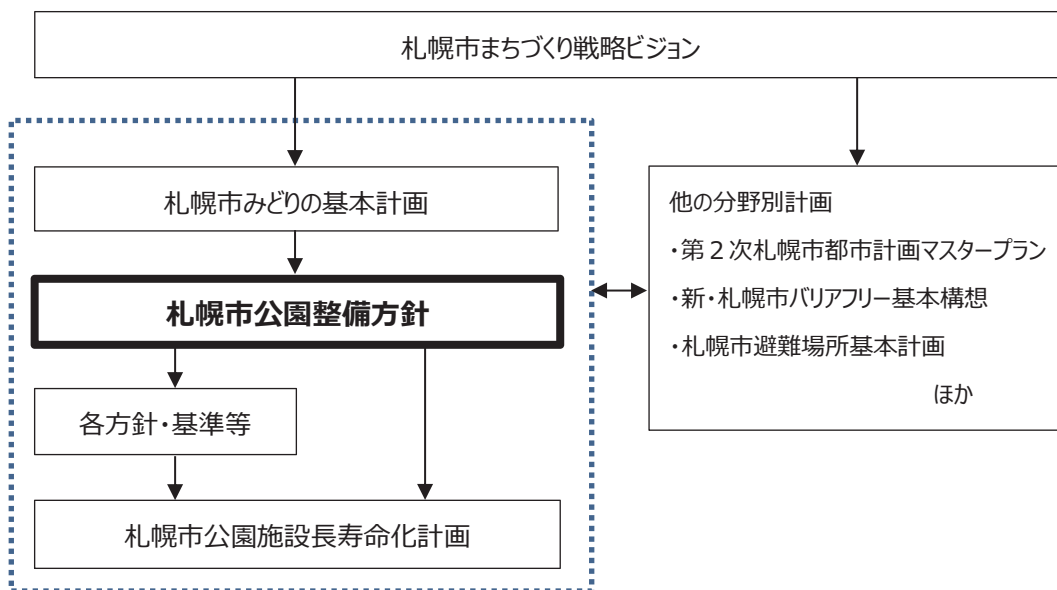 札幌市まちづくり戦略ビジョン
札幌市みどりの基本計画
札幌市公園整備方針
各方針・基準等
札幌市公園施設長寿命化計画
他の分野別計画
・第２次札幌市都市計画マスタープラン
・新・札幌市バリアフリー基本構想
・札幌市避難場所基本計画
ほか